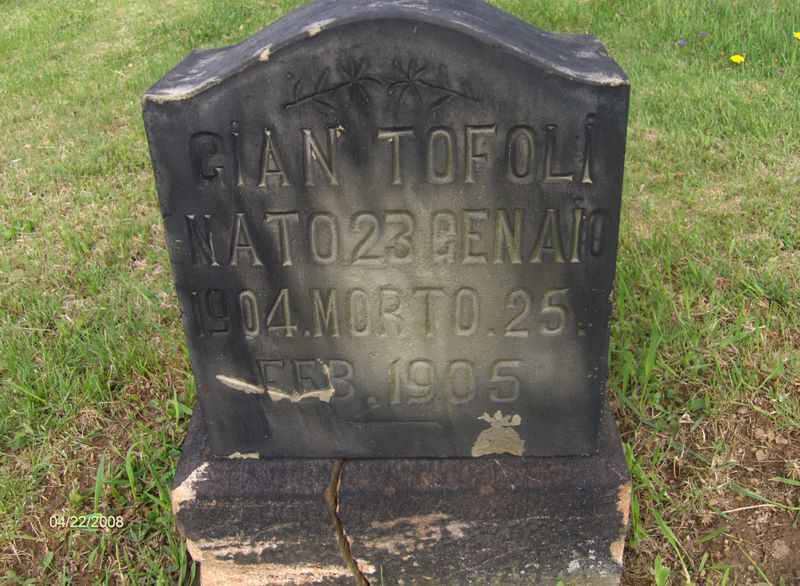 GIAN TOFOLI
NATO 23 GENAIO
1904. MORTO. 25.
FEB. 1905
04/22/2008